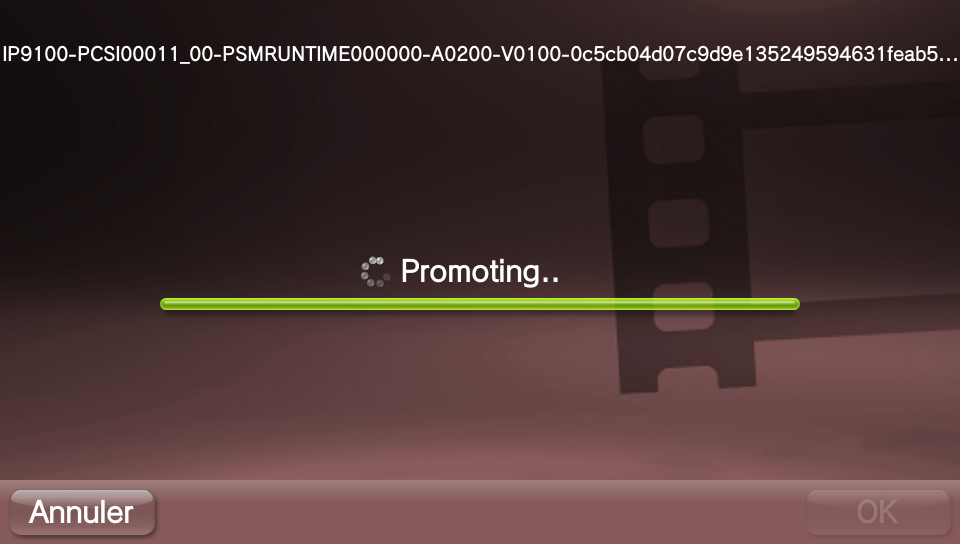 IP9100-PCSI00011_00-PSMRUNTIME000000-A0200-V0100-0c5cb04d07c9d9e135249594631feab5...
Promoting..
Annuler
OK